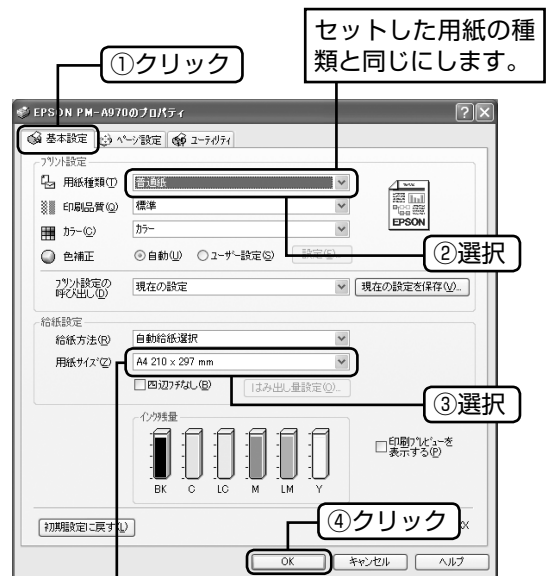 セットした用紙の種
類と同じにします。
①クリック
EPSON PM-A970のプロパティ
基本設定 ページ設定 ユーティリティ
プリント設定
用紙種類(T) 普通紙
印刷品質(Q) 標準
カラー(C) カラー
EPSON
②選択
色補正 自動(U) ユーザー設定(S) 設定(E)...
プリント設定の
呼び出し(D) 現在の設定 現在の設定を保存(V)...
給紙設定
給紙方法(R) 自動給紙選択
用紙サイズ(Z) A4 210 x 297 mm
四辺フチなし(B) はみ出し量設定(O)...
③選択
インク残量
印刷プレビューを
表示する(P)
BK C LC M LM Y
初期設定に戻す(L)
④クリック
OK キャンセル ヘルプ